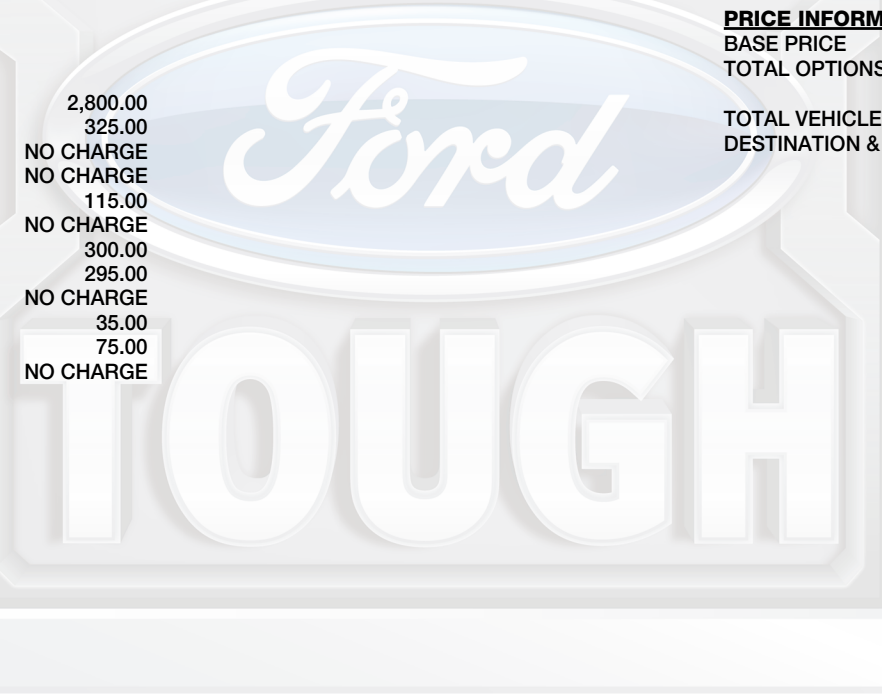 PRICE INFORM
BASE PRICE
TOTAL OPTIONS
TOTAL VEHICLE
DESTINATION &
2,800.00
325.00
NO CHARGE
NO CHARGE
115.00
NO CHARGE
300.00
295.00
NO CHARGE
35.00
75.00
NO CHARGE
Ford
TOUGH